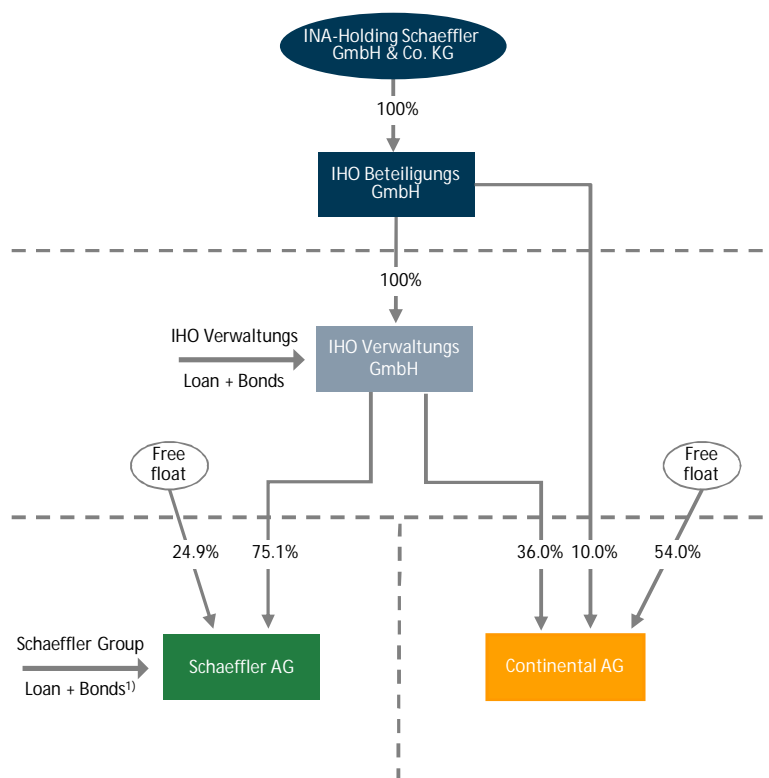 INA-Holding Schaeffler
GmbH & Co. KG
100%
IHO Beteiligungs
GmbH
100%
IHO Verwaltungs
Loan + Bonds
IHO Verwaltungs
GmbH
Free
float
Free
float
24.9%
75.1%
36.0%
10.0%
54.0%
Schaeffler Group
Loan + Bonds¹⁾
Schaeffler AG
Continental AG